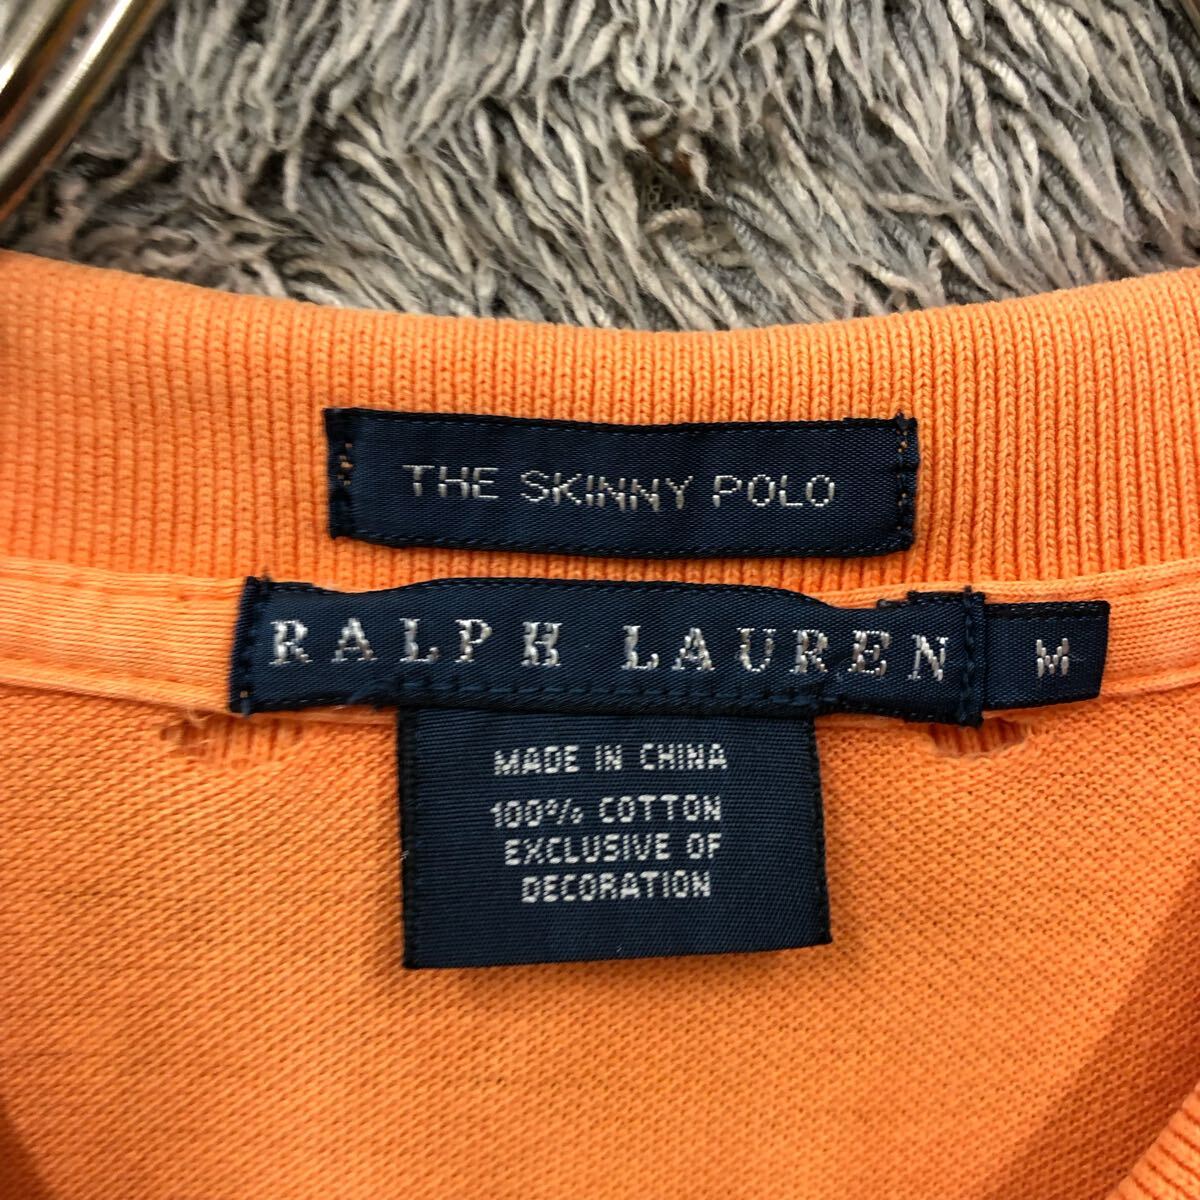 THE SKINNY POLO
RALPH LAUREN M
MADE IN CHINA
100% COTTON
EXCLUSIVE OF
DECORATION